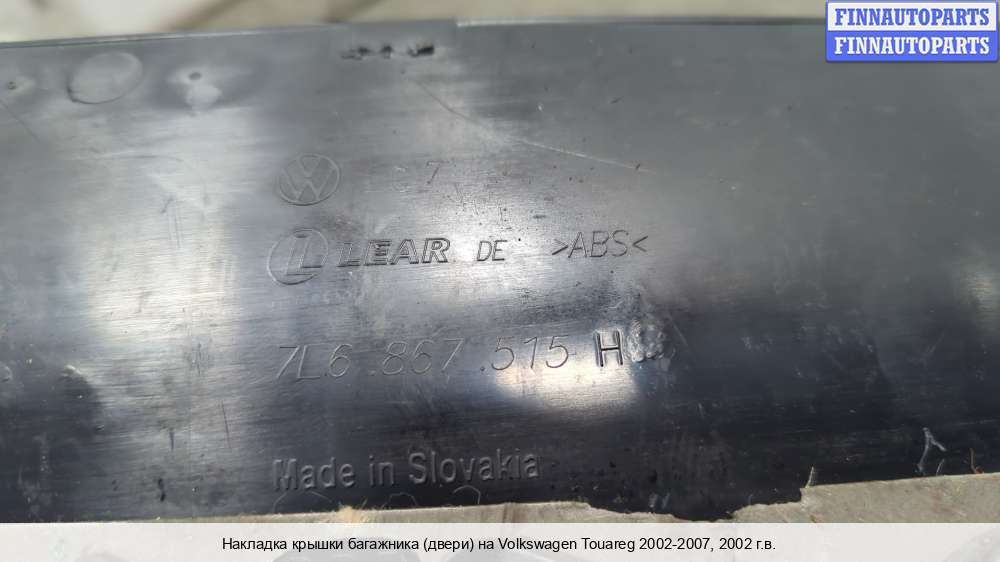 FINNAUTOPARTS
FINNAUTOPARTS
VW
L LEAR DE >ABS<
7L6 867 515 H
Made in Slovakia
Накладка крышки багажника (двери) на Volkswagen Touareg 2002-2007, 2002 г.в.